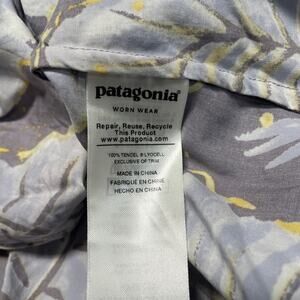 patagonia®
WORN WEAR
Repair, Reuse, Recycle
This Product
www.patagonia.com
100% TENCEL® LYOCELL
EXCLUSIVE OF TRIM
MADE IN CHINA
FABRIQUÉ EN CHINE
HECHO EN CHINA